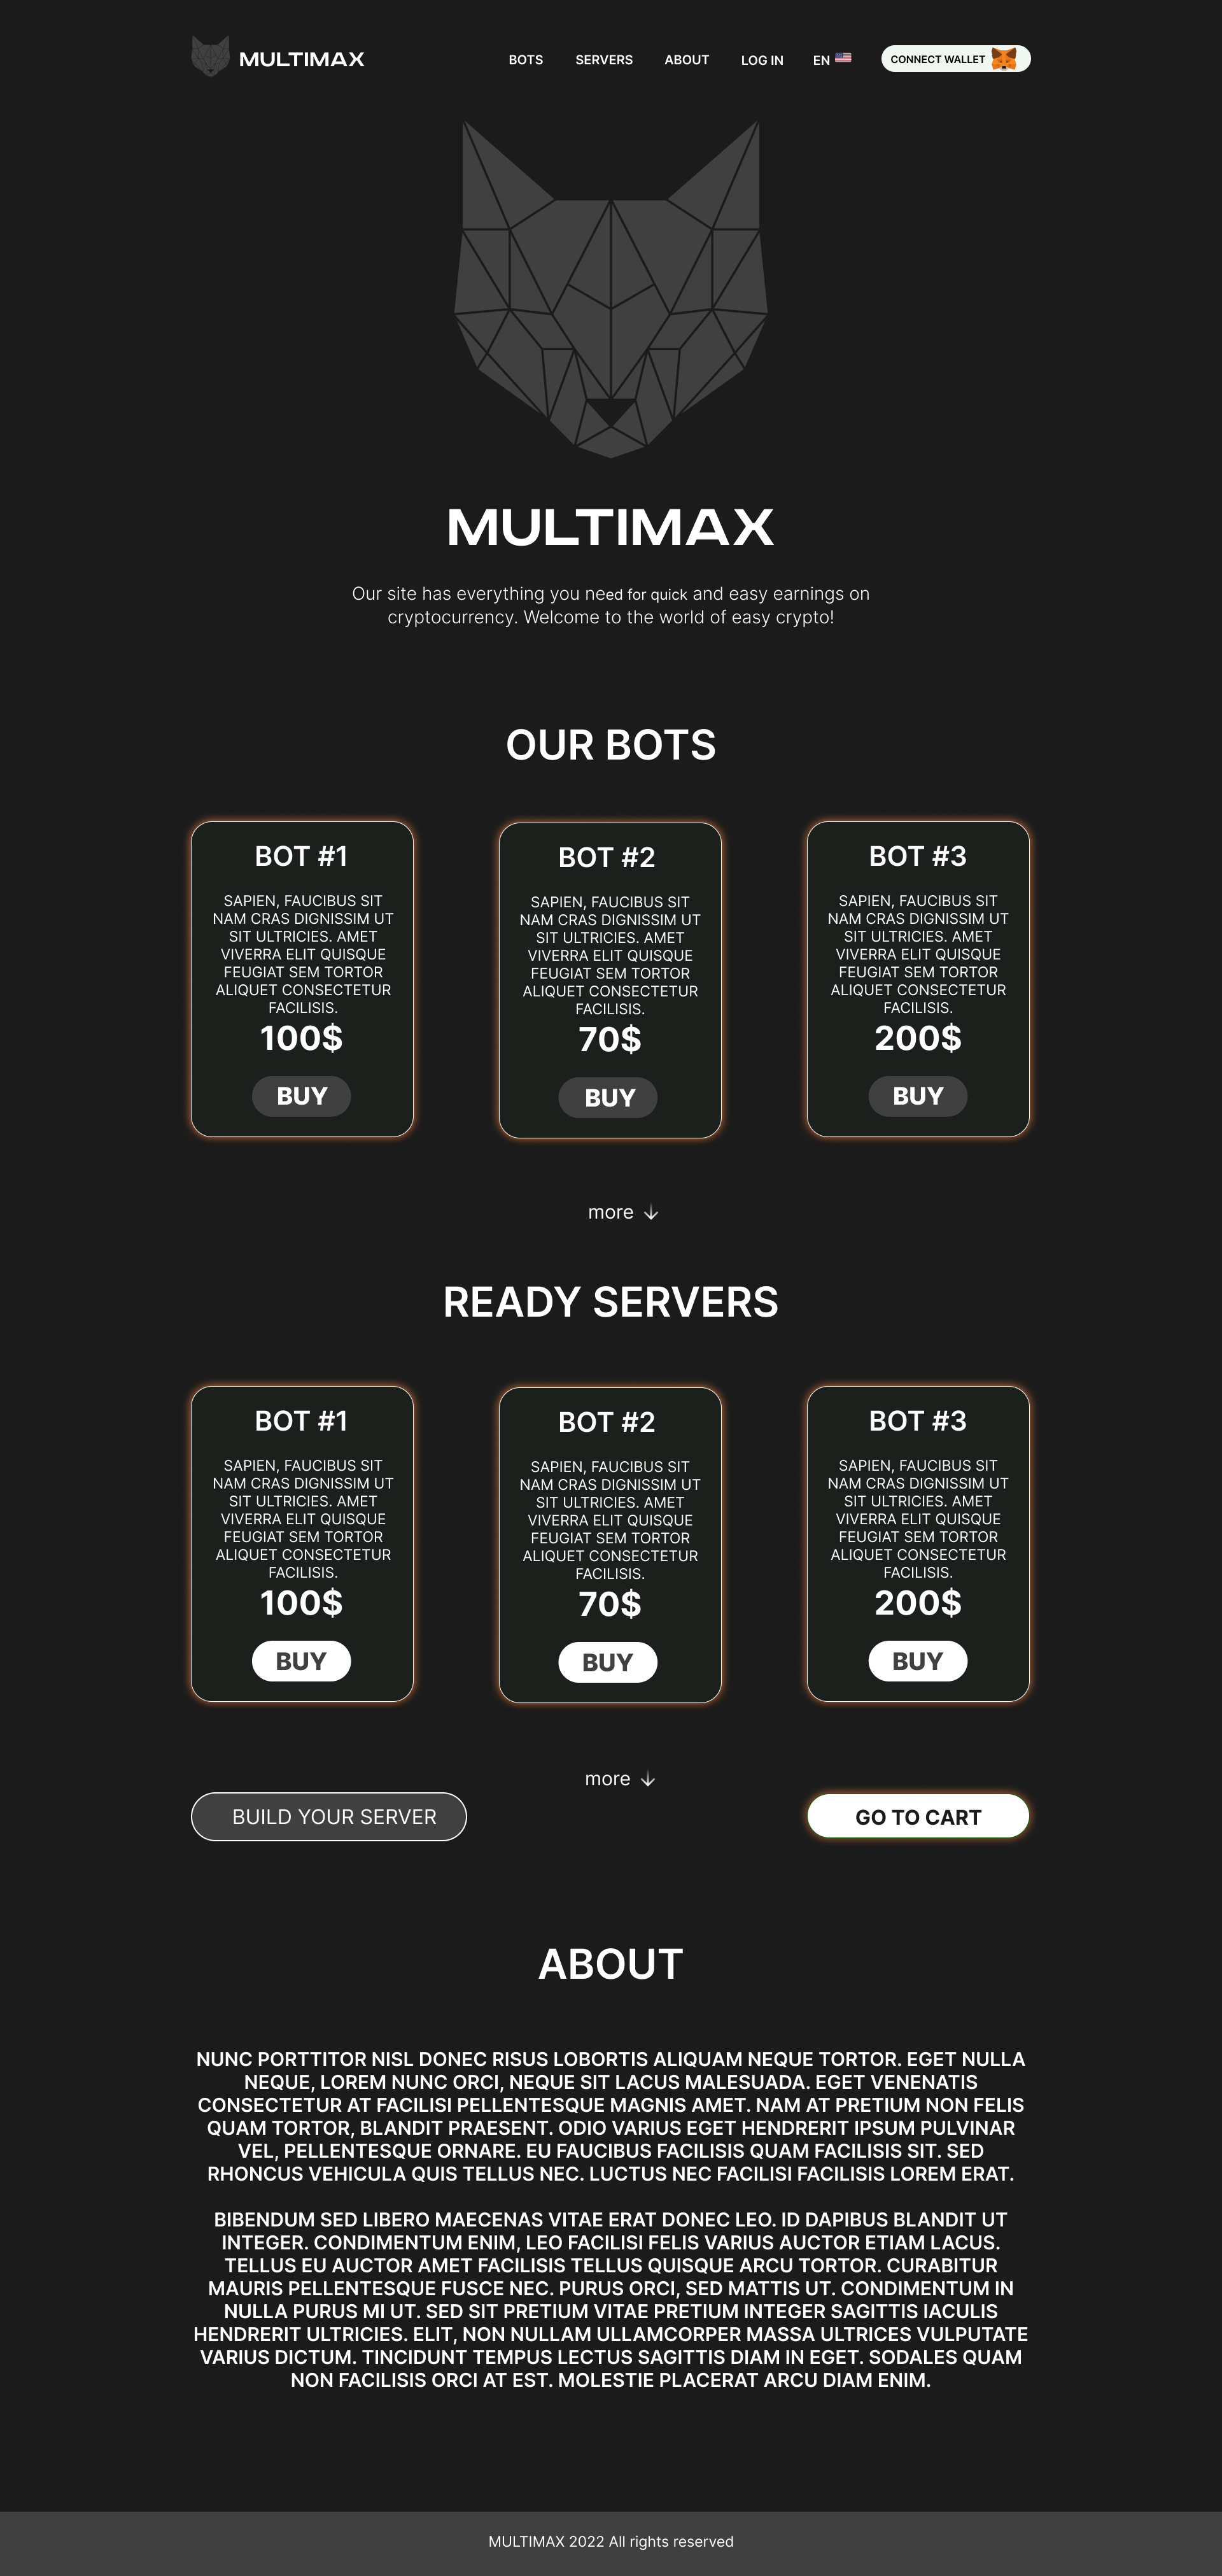 MULTIMAX
BOTS
SERVERS
ABOUT
LOG IN
EN
CONNECT WALLET
MULTIMAX
Our site has everything you need for quick and easy earnings on
cryptocurrency. Welcome to the world of easy crypto!
OUR BOTS
BOT #1
SAPIEN, FAUCIBUS SIT
NAM CRAS DIGNISSIM UT
SIT ULTRICIES. AMET
VIVERRA ELIT QUISQUE
FEUGIAT SEM TORTOR
ALIQUET CONSECTETUR
FACILISIS.
100$
BUY
BOT #2
SAPIEN, FAUCIBUS SIT
NAM CRAS DIGNISSIM UT
SIT ULTRICIES. AMET
VIVERRA ELIT QUISQUE
FEUGIAT SEM TORTOR
ALIQUET CONSECTETUR
FACILISIS.
70$
BUY
BOT #3
SAPIEN, FAUCIBUS SIT
NAM CRAS DIGNISSIM UT
SIT ULTRICIES. AMET
VIVERRA ELIT QUISQUE
FEUGIAT SEM TORTOR
ALIQUET CONSECTETUR
FACILISIS.
200$
BUY
more
READY SERVERS
BOT #1
SAPIEN, FAUCIBUS SIT
NAM CRAS DIGNISSIM UT
SIT ULTRICIES. AMET
VIVERRA ELIT QUISQUE
FEUGIAT SEM TORTOR
ALIQUET CONSECTETUR
FACILISIS.
100$
BUY
BOT #2
SAPIEN, FAUCIBUS SIT
NAM CRAS DIGNISSIM UT
SIT ULTRICIES. AMET
VIVERRA ELIT QUISQUE
FEUGIAT SEM TORTOR
ALIQUET CONSECTETUR
FACILISIS.
70$
BUY
BOT #3
SAPIEN, FAUCIBUS SIT
NAM CRAS DIGNISSIM UT
SIT ULTRICIES. AMET
VIVERRA ELIT QUISQUE
FEUGIAT SEM TORTOR
ALIQUET CONSECTETUR
FACILISIS.
200$
BUY
more
BUILD YOUR SERVER
GO TO CART
ABOUT
NUNC PORTTITOR NISL DONEC RISUS LOBORTIS ALIQUAM NEQUE TORTOR. EGET NULLA
NEQUE, LOREM NUNC ORCI, NEQUE SIT LACUS MALESUADA. EGET VENENATIS
CONSECTETUR AT FACILISI PELLENTESQUE MAGNIS AMET. NAM AT PRETIUM NON FELIS
QUAM TORTOR, BLANDIT PRAESENT. ODIO VARIUS EGET HENDRERIT IPSUM PULVINAR
VEL, PELLENTESQUE ORNARE. EU FAUCIBUS FACILISIS QUAM FACILISIS SIT. SED
RHONCUS VEHICULA QUIS TELLUS NEC. LUCTUS NEC FACILISI FACILISIS LOREM ERAT.
BIBENDUM SED LIBERO MAECENAS VITAE ERAT DONEC LEO. ID DAPIBUS BLANDIT UT
INTEGER. CONDIMENTUM ENIM, LEO FACILISI FELIS VARIUS AUCTOR ETIAM LACUS.
TELLUS EU AUCTOR AMET FACILISIS TELLUS QUISQUE ARCU TORTOR. CURABITUR
MAURIS PELLENTESQUE FUSCE NEC. PURUS ORCI, SED MATTIS UT. CONDIMENTUM IN
NULLA PURUS MI UT. SED SIT PRETIUM VITAE PRETIUM INTEGER SAGITTIS IACULIS
HENDRERIT ULTRICIES. ELIT, NON NULLAM ULLAMCORPER MASSA ULTRICES VULPUTATE
VARIUS DICTUM. TINCIDUNT TEMPUS LECTUS SAGITTIS DIAM IN EGET. SODALES QUAM
NON FACILISIS ORCI AT EST. MOLESTIE PLACERAT ARCU DIAM ENIM.
MULTIMAX 2022 All rights reserved